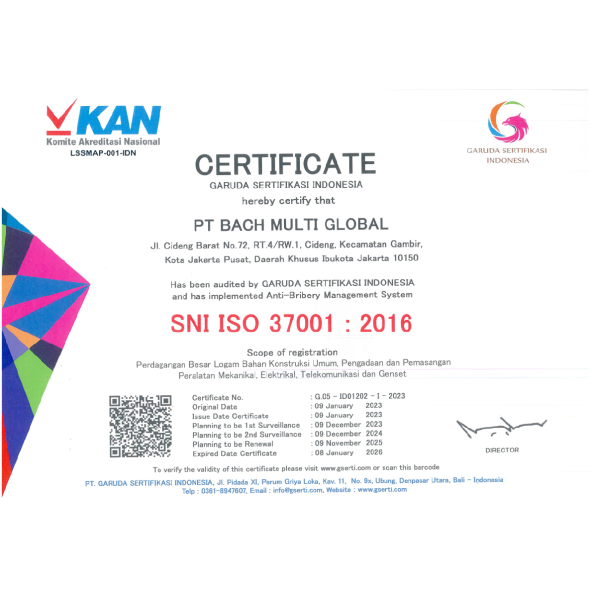 KAN
Komite Akreditasi Nasional
LSSMAP-001-IDN
GARUDA SERTIFIKASI
INDONESIA
CERTIFICATE
GARUDA SERTIFIKASI INDONESIA
hereby certify that
PT BACH MULTI GLOBAL
Jl. Cideng Barat No.72, RT.4/RW.1, Cideng, Kecamatan Gambir,
Kota Jakarta Pusat, Daerah Khusus Ibukota Jakarta 10150
Has been audited by GARUDA SERTIFIKASI INDONESIA
and has implemented Anti-Bribery Management System
SNI ISO 37001 : 2016
Scope of registration
Perdagangan Besar Logam Bahan Konstruksi Umum, Pengadaan dan Pemasangan
Peralatan Mekanikal, Elektrikal, Telekomunikasi dan Genset
Certificate No. : G.05 - ID01202 - I - 2023
Original Date : 09 January 2023
Issue Date Certificate : 09 January 2023
Planning to be 1st Surveillance : 09 December 2023
Planning to be 2nd Surveillance : 09 December 2024
Planning to be Renewal : 09 November 2025
Expired Date Certificate : 08 January 2026
DIRECTOR
To verify the validity of this certificate please visit www.gserti.com or scan this barcode
PT. GARUDA SERTIFIKASI INDONESIA, Jl. Pidada XI, Perum Griya Loka, Kav. 11, No. 9x, Ubung, Denpasar Utara, Bali - Indonesia
Telp : 0361-8947607, Email : info@gserti.com, Website : www.gserti.com